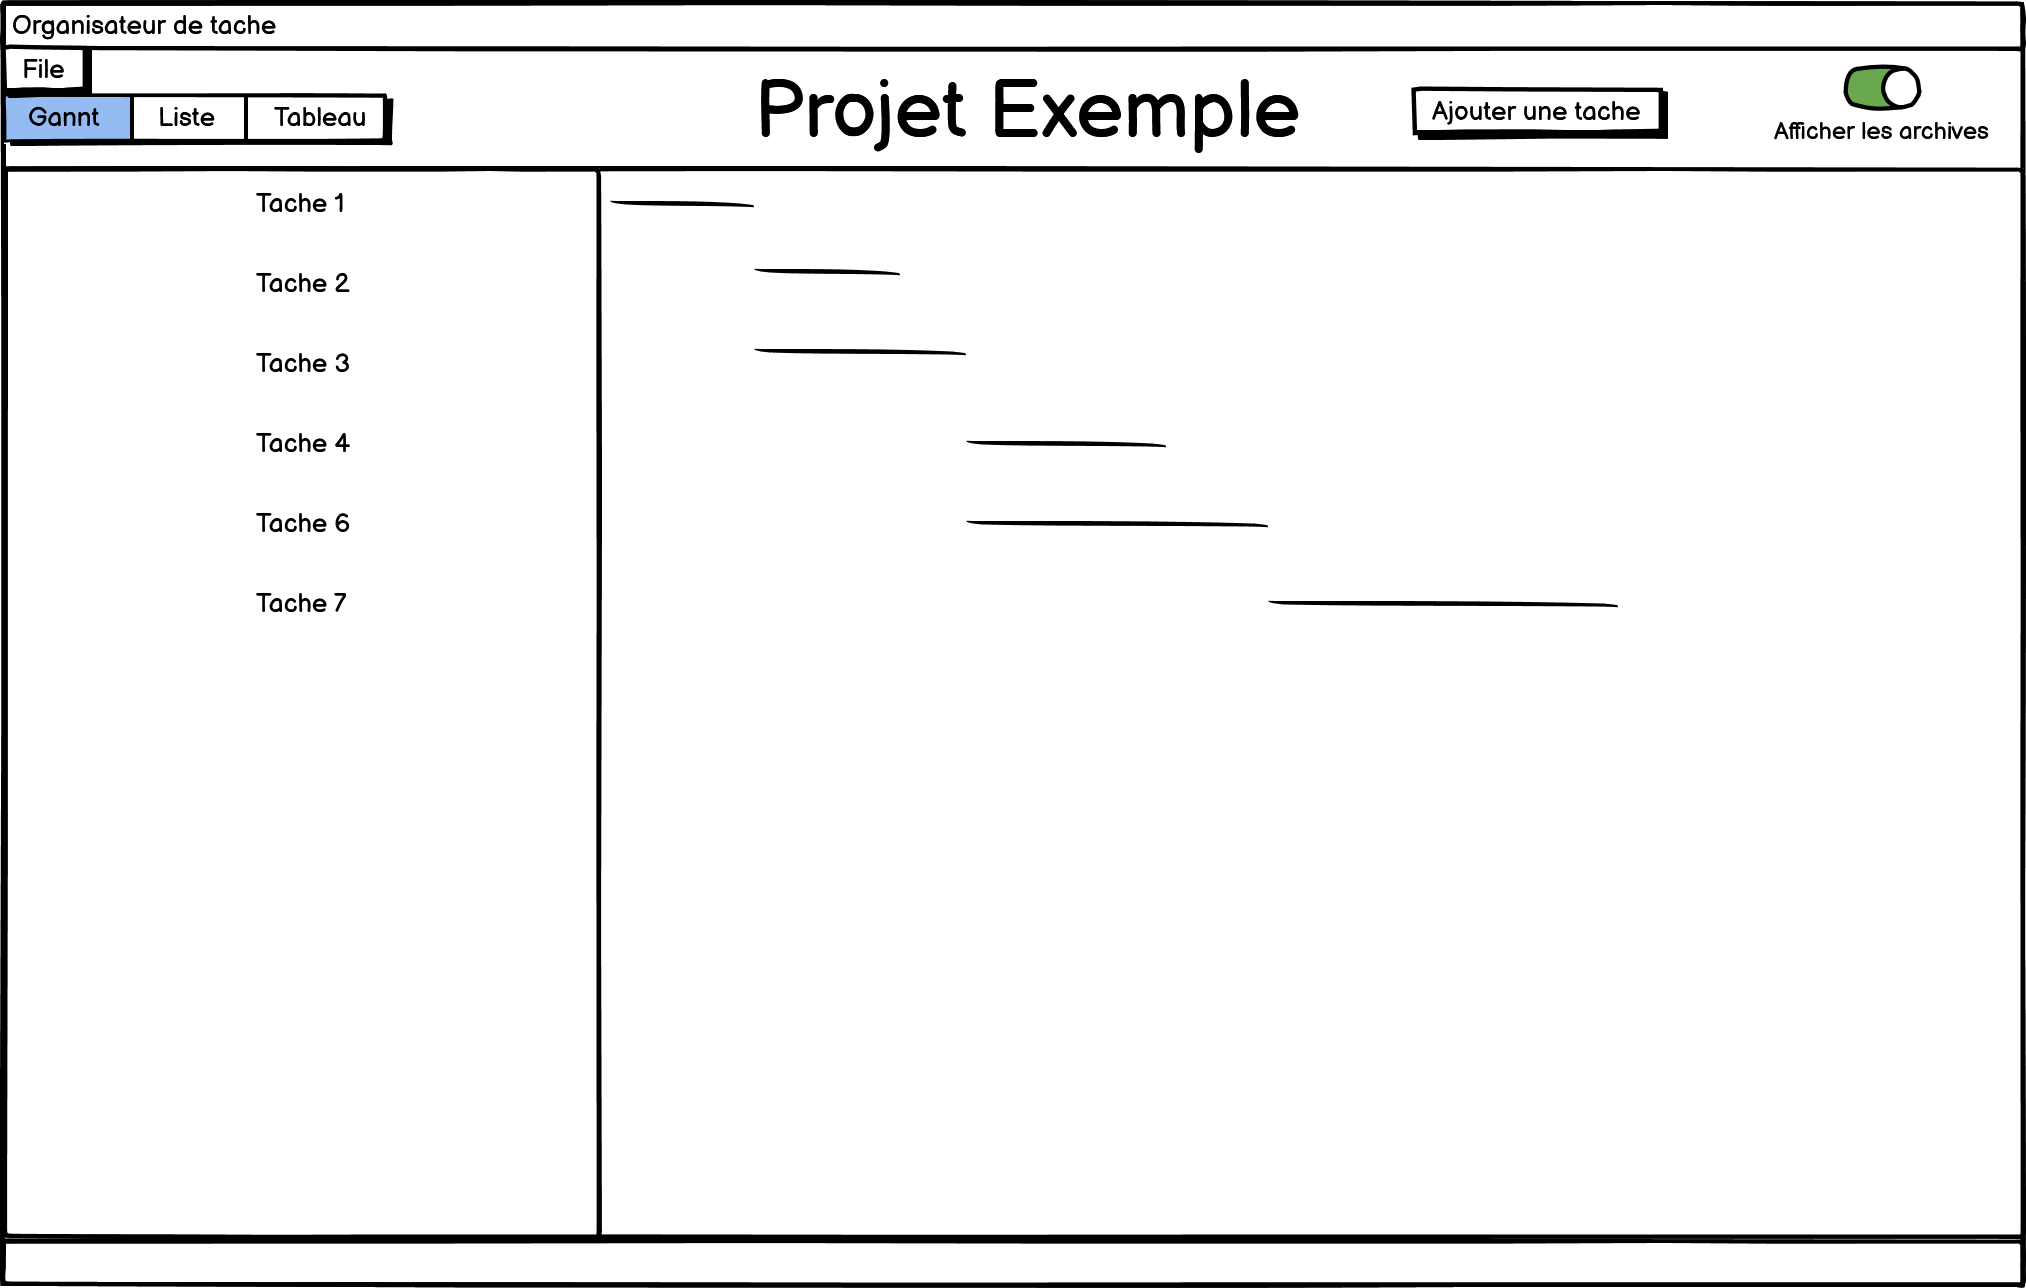 Organisateur de tache
File
Gannt Liste Tableau
Projet Exemple
Ajouter une tache
Afficher les archives
Tache 1
Tache 2
Tache 3
Tache 4
Tache 6
Tache 7